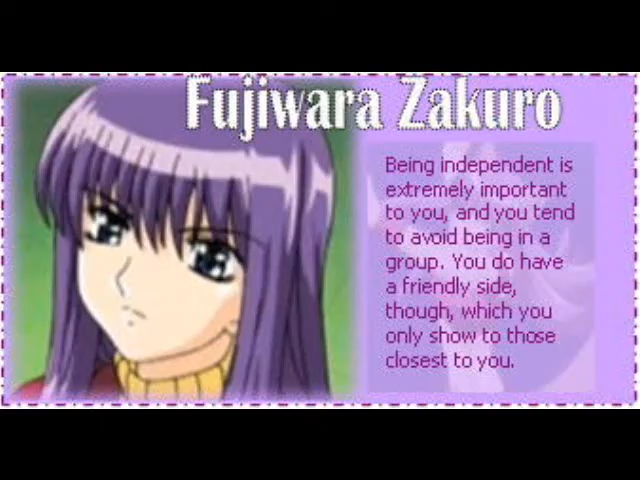 Fujiwara Zakuro
Being independent is
extremely important
to you, and you tend
to avoid being in a
group. You do have
a friendly side,
though, which you
only show to those
closest to you.